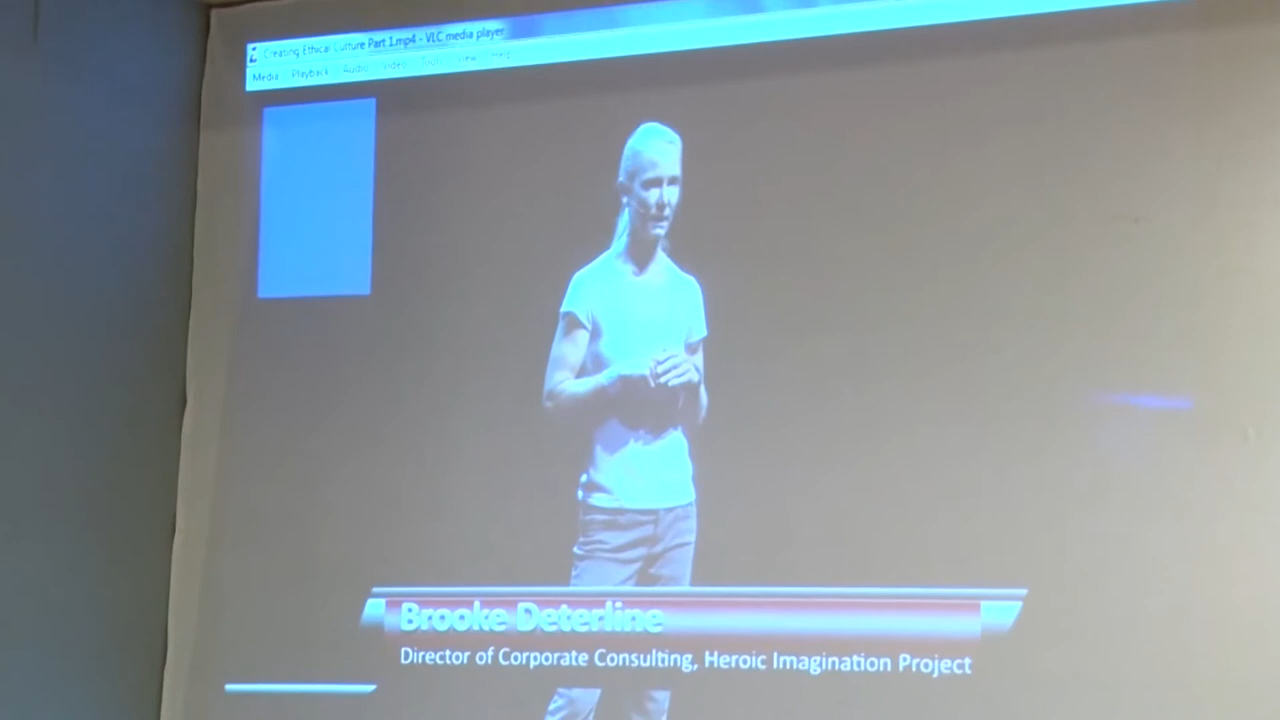 Creating Ethical Culture Part 1.mp4 - VLC media player
Media Playback Audio Video Tools View Help
Brooke Deterline
Director of Corporate Consulting, Heroic Imagination Project